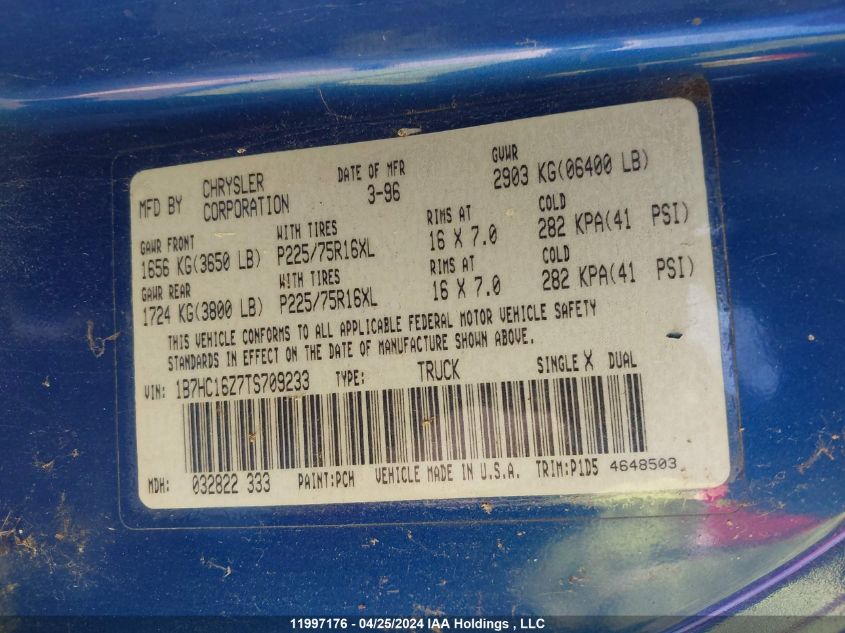 MFD BY CHRYSLER CORPORATION DATE OF MFR 3-96 GVWR 2903 KG(06400 LB)
GAWR FRONT WITH TIRES RIMS AT COLD
1656 KG(3650 LB) P225/75R16XL 16 X 7.0 282 KPA(41 PSI)
GAWR REAR WITH TIRES RIMS AT COLD
1724 KG(3800 LB) P225/75R16XL 16 X 7.0 282 KPA(41 PSI)
THIS VEHICLE CONFORMS TO ALL APPLICABLE FEDERAL MOTOR VEHICLE SAFETY
STANDARDS IN EFFECT ON THE DATE OF MANUFACTURE SHOWN ABOVE.
VIN: 1B7HC16Z7TS709233 TYPE: TRUCK SINGLE X DUAL
MDH: 032822 333 PAINT:PCH VEHICLE MADE IN U.S.A. TRIM:P1D5 4648503
11997176 - 04/25/2024 IAA Holdings , LLC